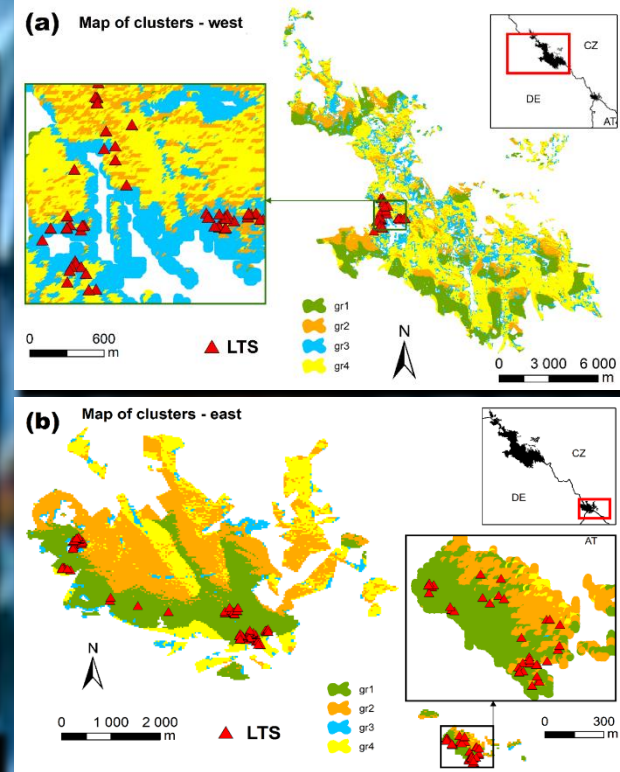 (a) Map of clusters - west
CZ
DE
AT
gr1
gr2
gr3
gr4
0 600
m
LTS
N
0 3 000 6 000
m
(b) Map of clusters - east
CZ
DE
AT
N
0 1 000 2 000
m
LTS
gr1
gr2
gr3
gr4
0 300
m